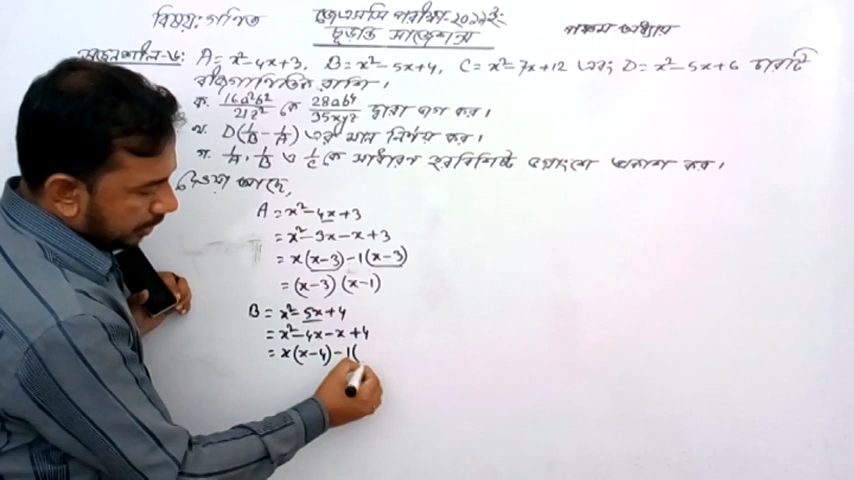 বিষয়: গণিত জেএসসি পরীক্ষা-২০১৯ইং পঞ্চম অধ্যায়
চূড়ান্ত সাজেশন্স
সৃজনশীল-৬: A = x² - 4x + 3, B = x² - 5x + 4, C = x² - 7x + 12 এবং D = x² - 5x + 6 চারটি
বীজগাণিতিক রাশি।
ক. 16a²b²/21z² কে 28ab⁴/35xyz দ্বারা ভাগ কর।
খ. D(1/B - 1/A) এর মান নির্ণয় কর।
গ. 1/A, 1/B ও 1/C কে সাধারণ হরবিশিষ্ট ভগ্নাংশে প্রকাশ কর।
দেওয়া আছে,
A = x² - 4x + 3
= x² - 3x - x + 3
= x(x-3) - 1(x-3)
= (x-3) (x-1)
B = x² - 5x + 4
= x² - 4x - x + 4
= x(x-4) - 1(